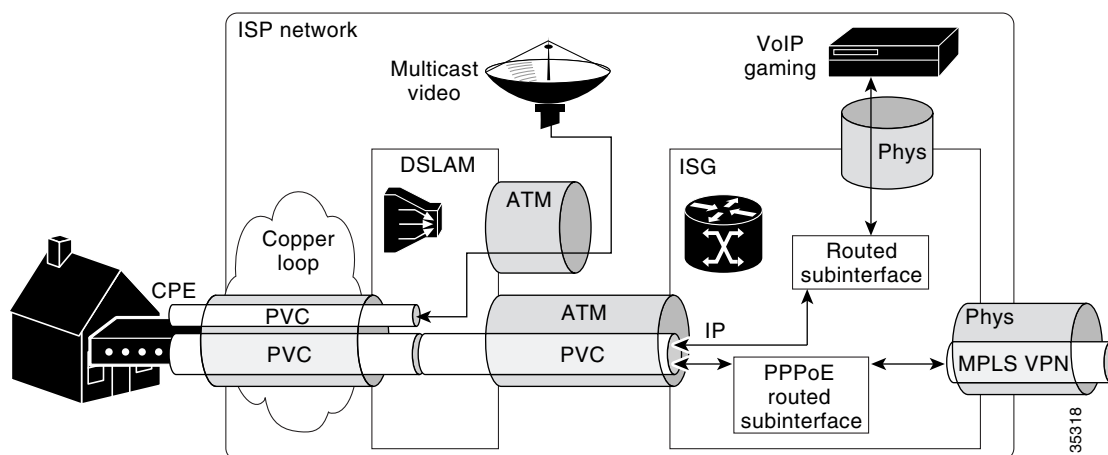 ISP network
VoIP
gaming
Multicast
video
Phys
DSLAM
ISG
ATM
Copper
loop
Routed
subinterface
CPE
PVC
ATM
IP
Phys
PVC
PVC
PPPoE
routed
subinterface
MPLS VPN
35318